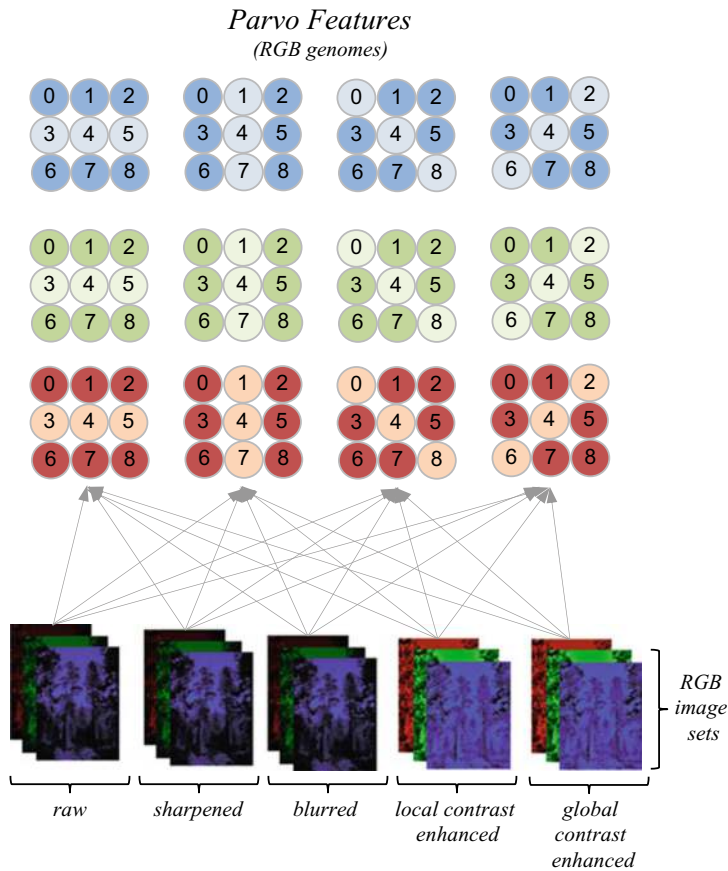 Parvo Features
(RGB genomes)
0 1 2 0 1 2 0 1 2 0 1 2
3 4 5 3 4 5 3 4 5 3 4 5
6 7 8 6 7 8 6 7 8 6 7 8
0 1 2 0 1 2 0 1 2 0 1 2
3 4 5 3 4 5 3 4 5 3 4 5
6 7 8 6 7 8 6 7 8 6 7 8
0 1 2 0 1 2 0 1 2 0 1 2
3 4 5 3 4 5 3 4 5 3 4 5
6 7 8 6 7 8 6 7 8 6 7 8
RGB
image
sets
raw
sharpened
blurred
local contrast
enhanced
global
contrast
enhanced